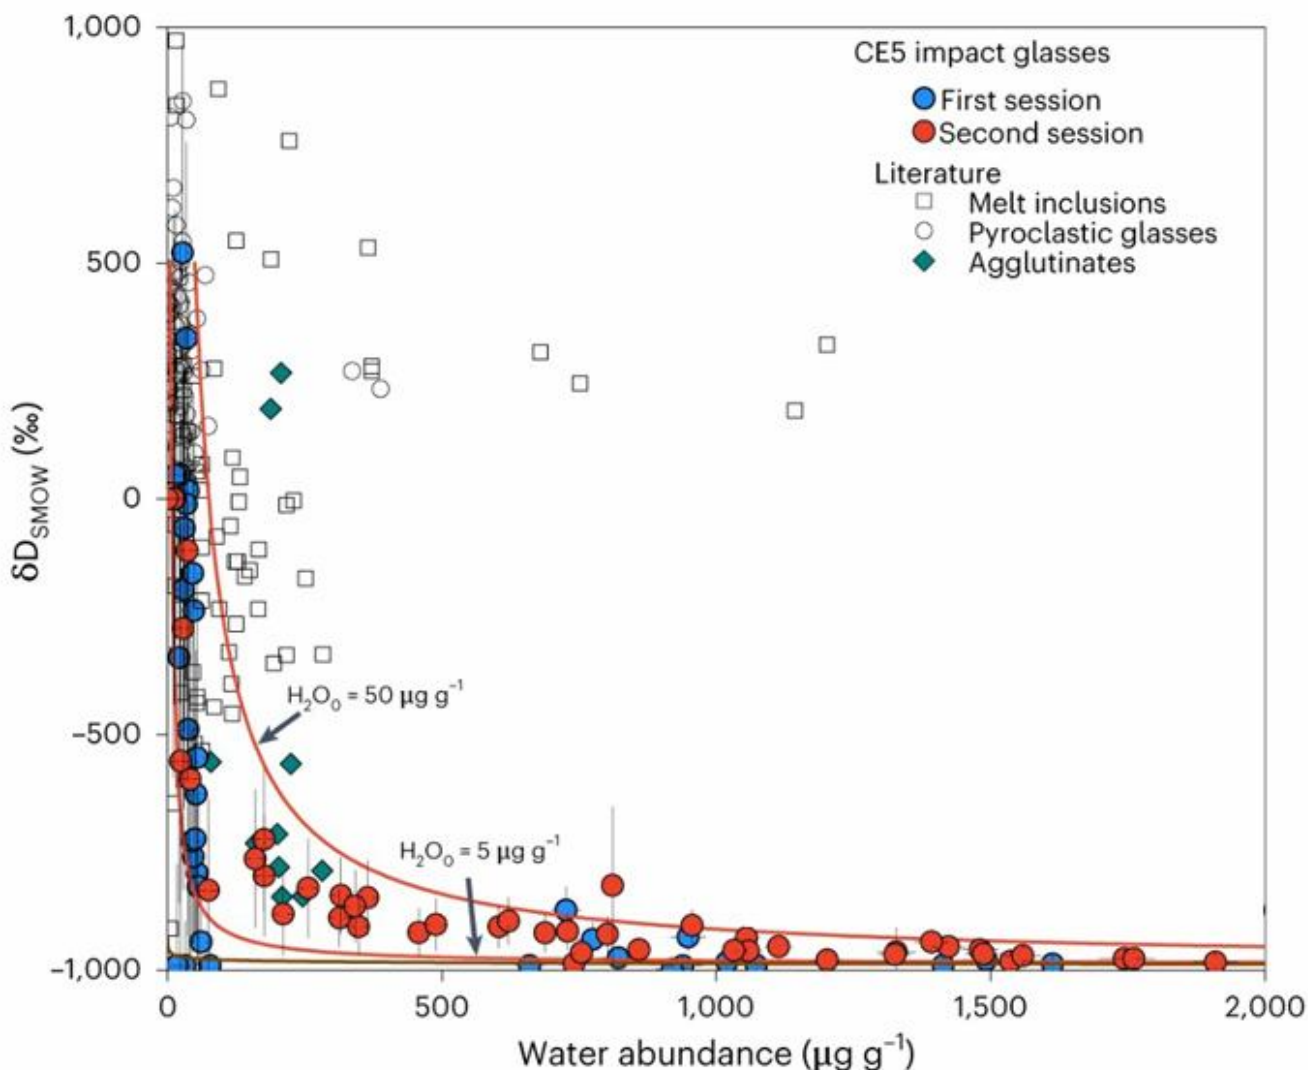 1,000
500
0
−500
−1,000
δD_SMOW (‰)
CE5 impact glasses
First session
Second session
Literature
Melt inclusions
Pyroclastic glasses
Agglutinates
H₂O₀ = 50 μg g⁻¹
H₂O₀ = 5 μg g⁻¹
0 500 1,000 1,500 2,000
Water abundance (μg g⁻¹)